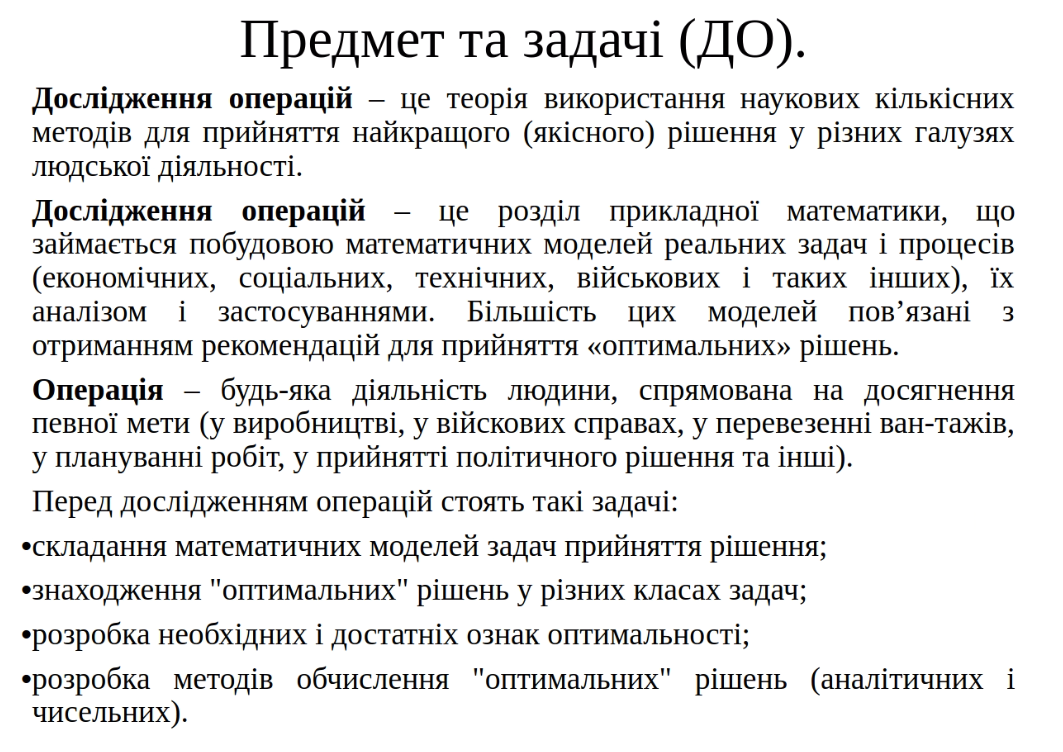 Предмет та задачі (ДО).
Дослідження операцій – це теорія використання наукових кількісних
методів для прийняття найкращого (якісного) рішення у різних галузях
людської діяльності.
Дослідження операцій – це розділ прикладної математики, що
займається побудовою математичних моделей реальних задач і процесів
(економічних, соціальних, технічних, військових і таких інших), їх
аналізом і застосуваннями. Більшість цих моделей пов’язані з
отриманням рекомендацій для прийняття «оптимальних» рішень.
Операція – будь-яка діяльність людини, спрямована на досягнення
певної мети (у виробництві, у війскових справах, у перевезенні ван-тажів,
у плануванні робіт, у прийнятті політичного рішення та інші).
Перед дослідженням операцій стоять такі задачі:
•складання математичних моделей задач прийняття рішення;
•знаходження "оптимальних" рішень у різних класах задач;
•розробка необхідних і достатніх ознак оптимальності;
•розробка методів обчислення "оптимальних" рішень (аналітичних і
чисельних).